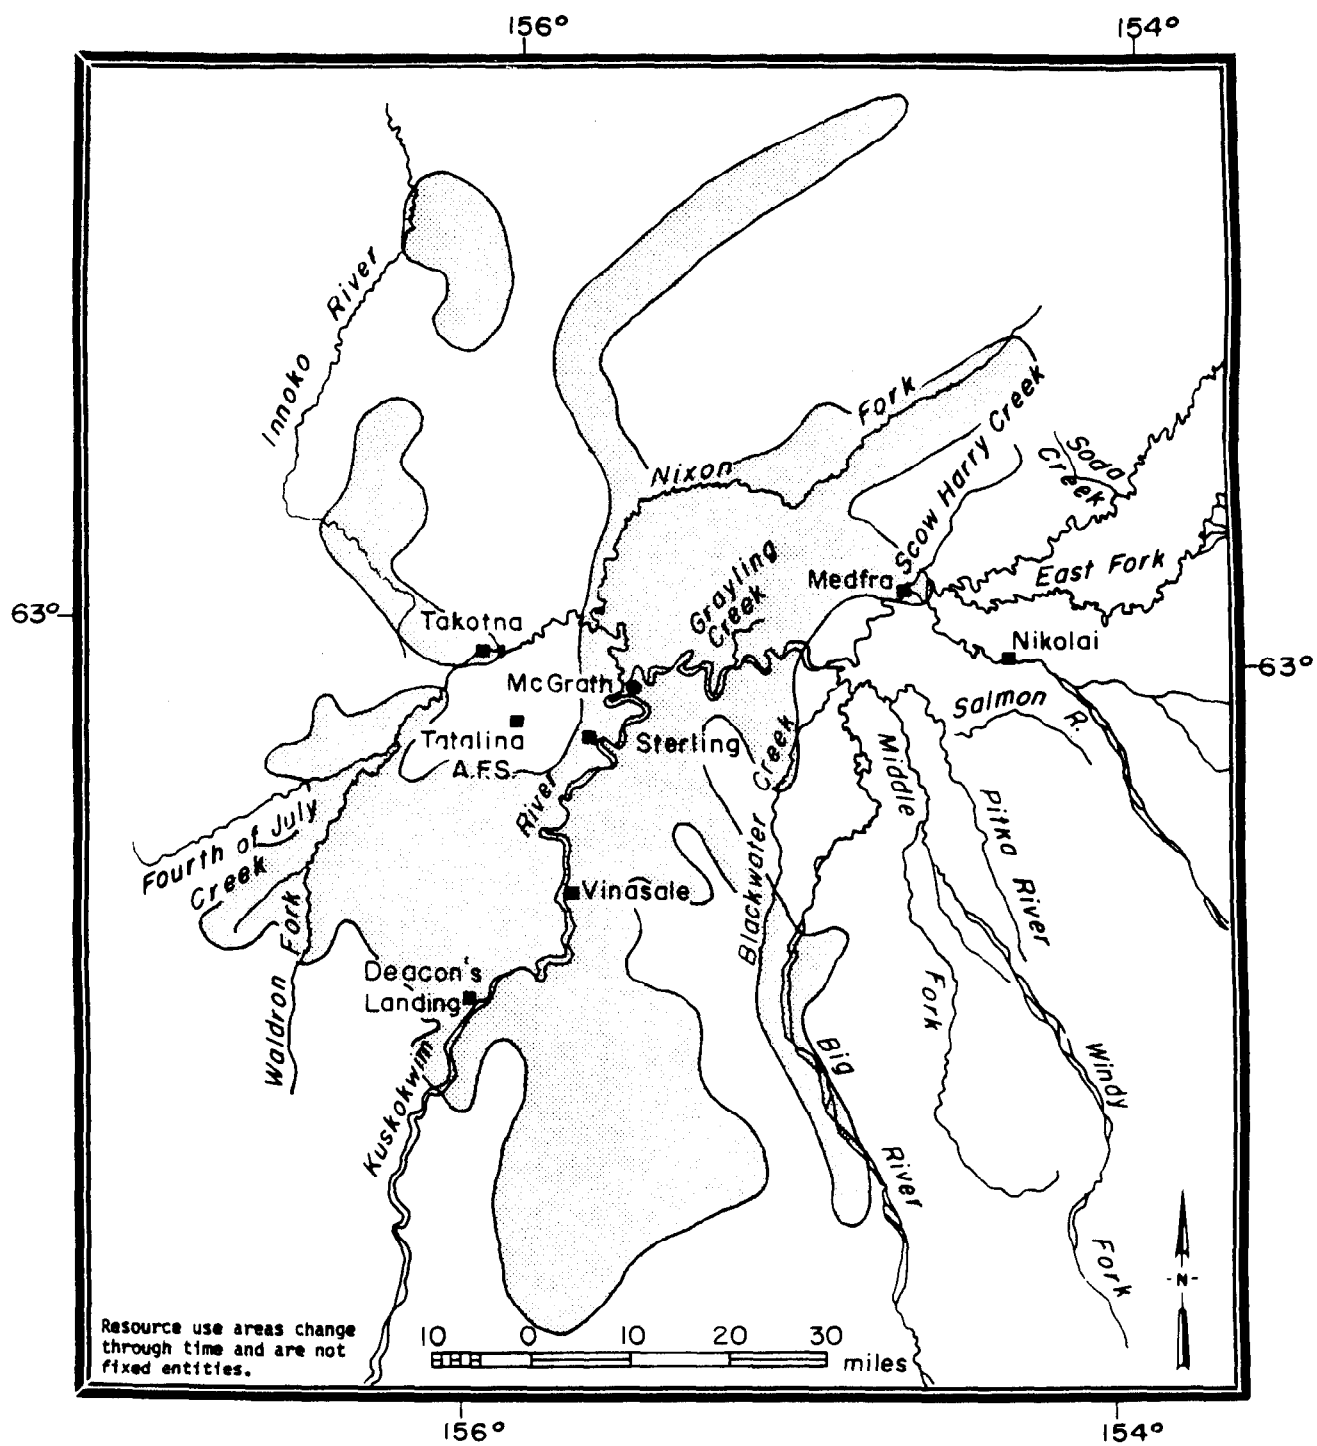 156°
154°
Innoko River
Nixon Fork
Scow Harry Creek
Soda
Creek
East Fork
Grayling
Creek
Medfra
63°
Takotna
Nikolai
63°
McGrath
Salmon R.
Tatalina
A.F.S.
Sterling
River
Blackwater Creek
Middle
Pitka River
Fourth of July
Creek
Vinasale
Waldron Fork
Deacon's
Landing
Fork
Kuskokwim
Big
River
Windy
Fork
Resource use areas change
through time and are not
fixed entities.
10 0 10 20 30
miles
-N-
156°
154°